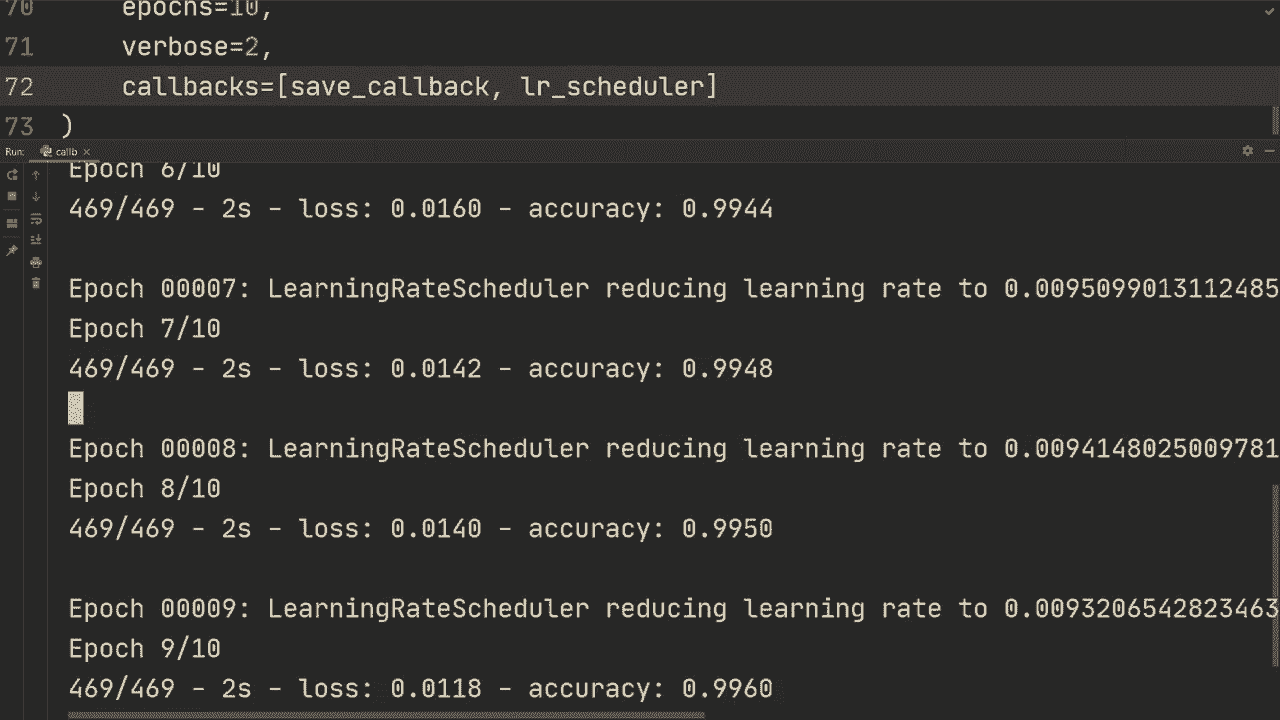 70 epochs=10,
71 verbose=2,
72 callbacks=[save_callback, lr_scheduler]
73 )
Run: callb ×
Epoch 6/10
469/469 - 2s - loss: 0.0160 - accuracy: 0.9944
Epoch 00007: LearningRateScheduler reducing learning rate to 0.0095099013112485
Epoch 7/10
469/469 - 2s - loss: 0.0142 - accuracy: 0.9948
Epoch 00008: LearningRateScheduler reducing learning rate to 0.0094148025009781
Epoch 8/10
469/469 - 2s - loss: 0.0140 - accuracy: 0.9950
Epoch 00009: LearningRateScheduler reducing learning rate to 0.0093206542823463
Epoch 9/10
469/469 - 2s - loss: 0.0118 - accuracy: 0.9960